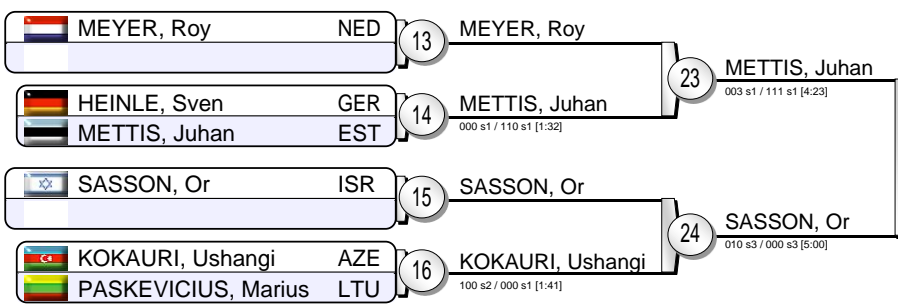 MEYER, Roy NED 13 MEYER, Roy
23 METTIS, Juhan
003 s1 / 111 s1 [4:23]
HEINLE, Sven GER
14 METTIS, Juhan
METTIS, Juhan EST
000 s1 / 110 s1 [1:32]
SASSON, Or ISR 15 SASSON, Or
24 SASSON, Or
010 s3 / 000 s3 [5:00]
KOKAURI, Ushangi AZE
16 KOKAURI, Ushangi
PASKEVICIUS, Marius LTU
100 s2 / 000 s1 [1:41]